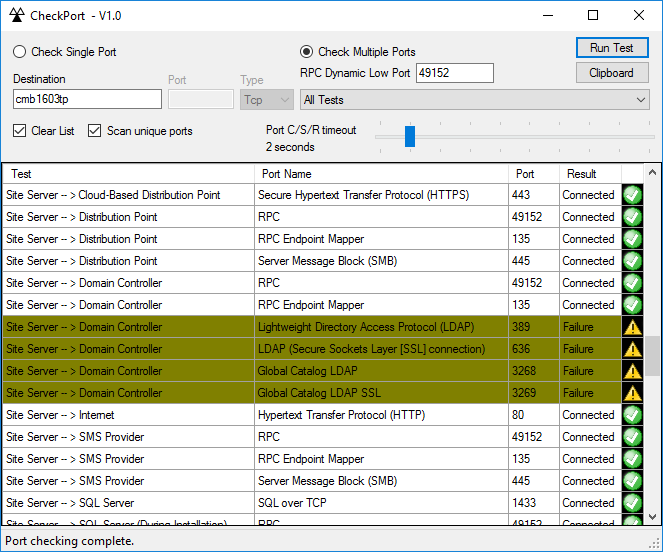 CheckPort - V1.0
Check Single Port
Check Multiple Ports
Run Test
Destination
Port
Type
RPC Dynamic Low Port
49152
Clipboard
cmb1603tp
Tcp
All Tests
Clear List
Scan unique ports
Port C/S/R timeout
2 seconds
Test Port Name Port Result
Site Server -- > Cloud-Based Distribution Point Secure Hypertext Transfer Protocol (HTTPS) 443 Connected
Site Server -- > Distribution Point RPC 49152 Connected
Site Server -- > Distribution Point RPC Endpoint Mapper 135 Connected
Site Server -- > Distribution Point Server Message Block (SMB) 445 Connected
Site Server -- > Domain Controller RPC 49152 Connected
Site Server -- > Domain Controller RPC Endpoint Mapper 135 Connected
Site Server -- > Domain Controller Lightweight Directory Access Protocol (LDAP) 389 Failure
Site Server -- > Domain Controller LDAP (Secure Sockets Layer [SSL] connection) 636 Failure
Site Server -- > Domain Controller Global Catalog LDAP 3268 Failure
Site Server -- > Domain Controller Global Catalog LDAP SSL 3269 Failure
Site Server -- > Internet Hypertext Transfer Protocol (HTTP) 80 Connected
Site Server -- > SMS Provider RPC 49152 Connected
Site Server -- > SMS Provider RPC Endpoint Mapper 135 Connected
Site Server -- > SMS Provider Server Message Block (SMB) 445 Connected
Site Server -- > SQL Server SQL over TCP 1433 Connected
Site Server -- > SQL Server (During Installation) RPC 49152 Connected
Port checking complete.